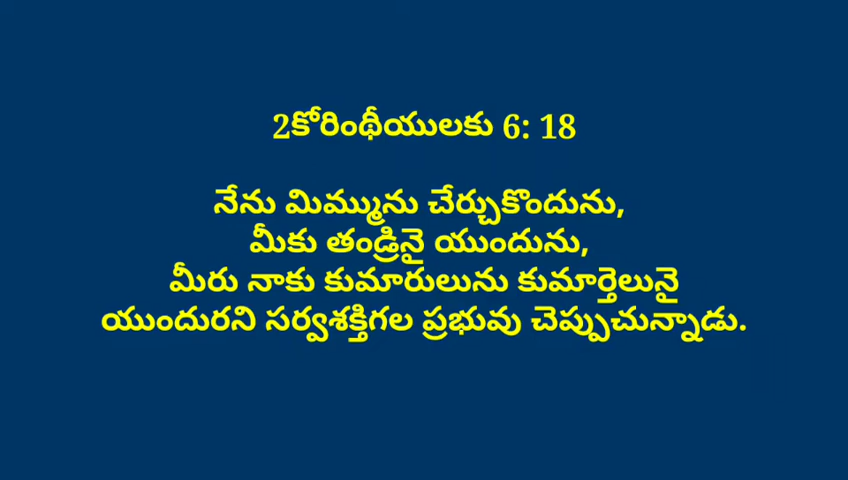 2కోరింథీయులకు 6: 18
నేను మిమ్మును చేర్చుకొందును,
మీకు తండ్రినై యుందును,
మీరు నాకు కుమారులును కుమార్తెలునై
యుందురని సర్వశక్తిగల ప్రభువు చెప్పుచున్నాడు.